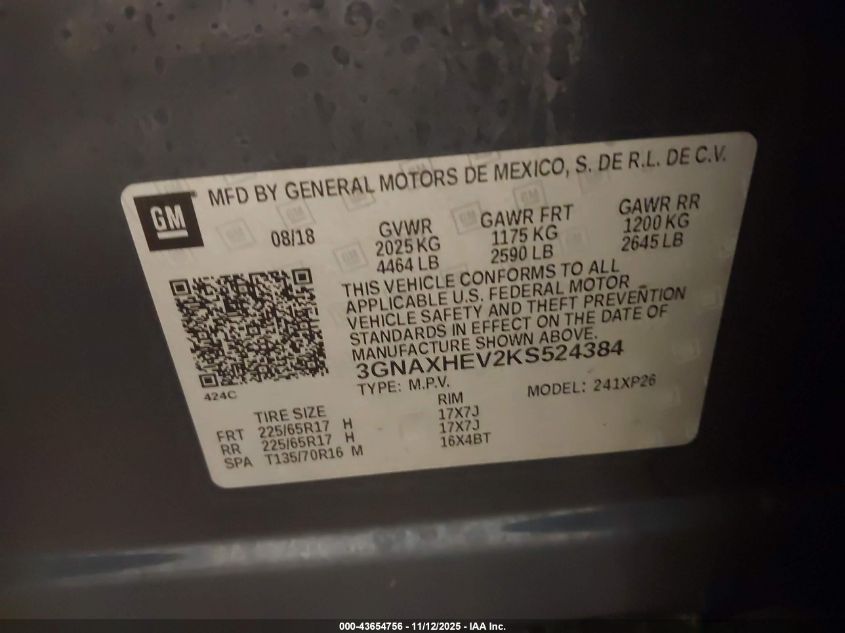 GM
MFD BY GENERAL MOTORS DE MEXICO, S. DE R.L. DE C.V.
08/18
GVWR
2025 KG
4464 LB
GAWR FRT
1175 KG
2590 LB
GAWR RR
1200 KG
2645 LB
THIS VEHICLE CONFORMS TO ALL
APPLICABLE U.S. FEDERAL MOTOR
VEHICLE SAFETY AND THEFT PREVENTION
STANDARDS IN EFFECT ON THE DATE OF
MANUFACTURE SHOWN ABOVE.
3GNAXHEV2KS524384
TYPE: M.P.V. MODEL: 241XP26
424C
TIRE SIZE RIM
FRT 225/65R17 H 17X7J
RR 225/65R17 H 17X7J
SPA T135/70R16 M 16X4BT
000-43654756 - 11/12/2025 - IAA Inc.